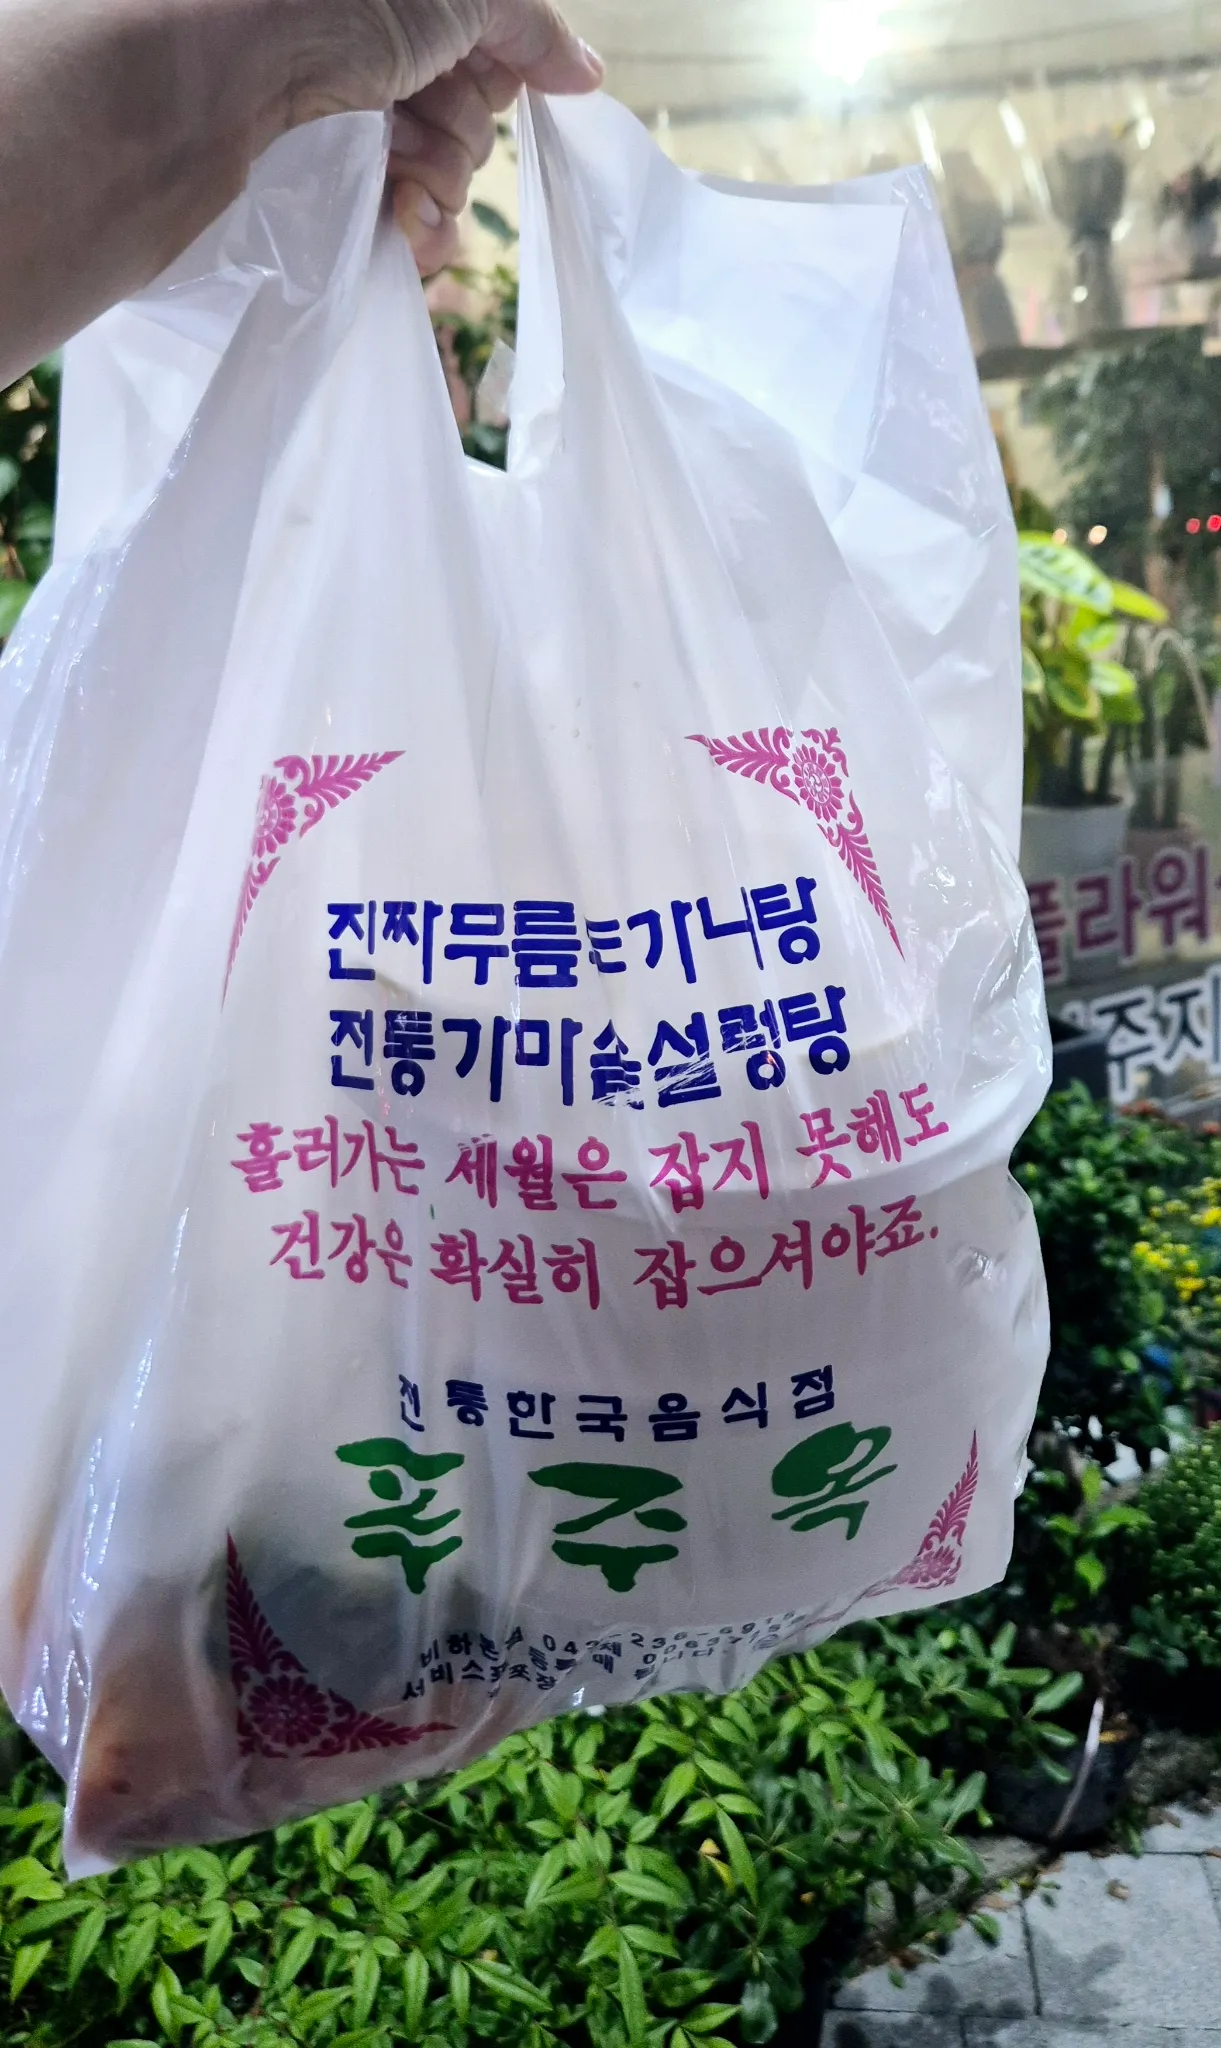 진짜무릎도가니탕
전통가마솥설렁탕
흘러가는 세월은 잡지 못해도
건강은 확실히 잡으셔야죠.
전통한국음식점
옥
플라워
주지